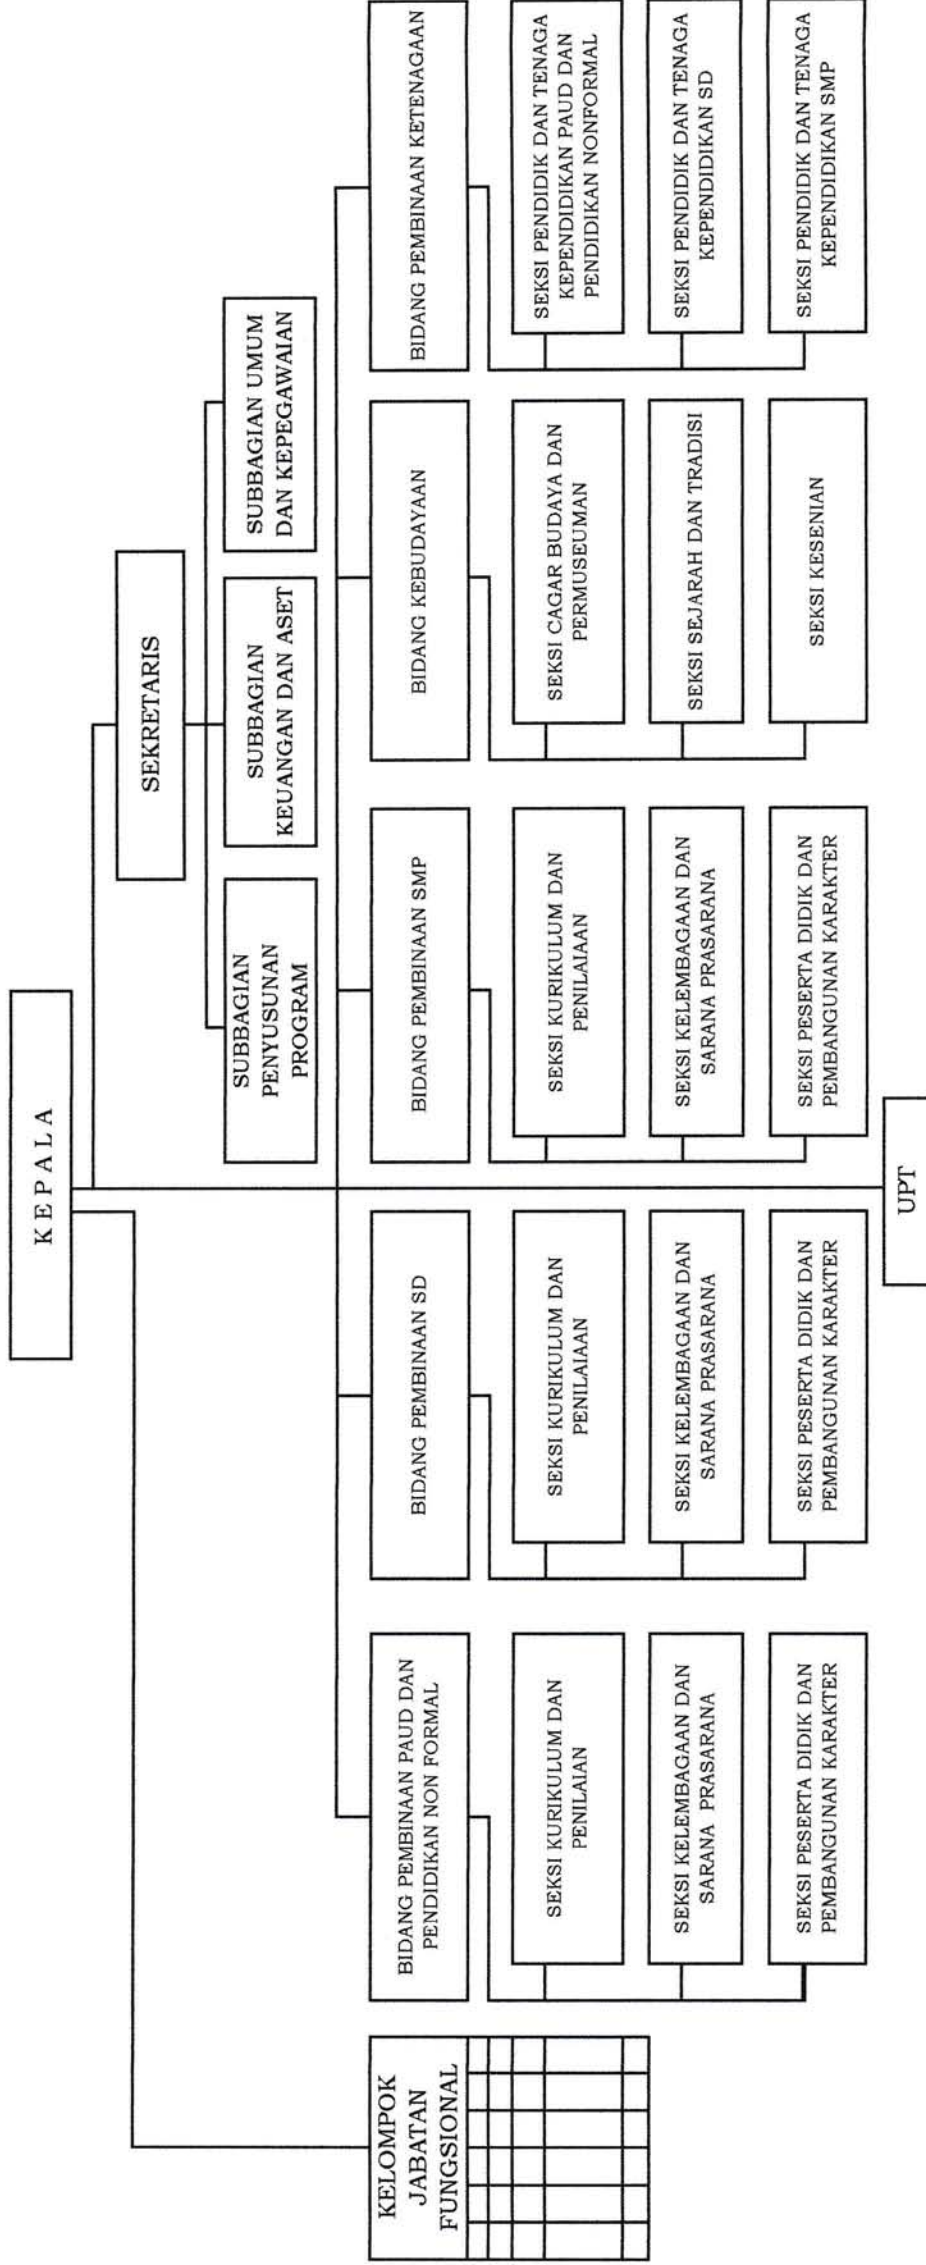 K E P A L A
SEKRETARIS
SUBBAGIAN
PENYUSUNAN
PROGRAM
SUBBAGIAN
KEUANGAN DAN ASET
SUBBAGIAN UMUM
DAN KEPEGAWAIAN
KELOMPOK
JABATAN
FUNGSIONAL
BIDANG PEMBINAAN PAUD DAN
PENDIDIKAN NON FORMAL
SEKSI KURIKULUM DAN
PENILAIAN
SEKSI KELEMBAGAAN DAN
SARANA PRASARANA
SEKSI PESERTA DIDIK DAN
PEMBANGUNAN KARAKTER
BIDANG PEMBINAAN SD
SEKSI KURIKULUM DAN
PENILAIAAN
SEKSI KELEMBAGAAN DAN
SARANA PRASARANA
SEKSI PESERTA DIDIK DAN
PEMBANGUNAN KARAKTER
BIDANG PEMBINAAN SMP
SEKSI KURIKULUM DAN
PENILAIAAN
SEKSI KELEMBAGAAN DAN
SARANA PRASARANA
SEKSI PESERTA DIDIK DAN
PEMBANGUNAN KARAKTER
BIDANG KEBUDAYAAN
SEKSI CAGAR BUDAYA DAN
PERMUSEUMAN
SEKSI SEJARAH DAN TRADISI
SEKSI KESENIAN
BIDANG PEMBINAAN KETENAGAAN
SEKSI PENDIDIK DAN TENAGA
KEPENDIDIKAN PAUD DAN
PENDIDIKAN NONFORMAL
SEKSI PENDIDIK DAN TENAGA
KEPENDIDIKAN SD
SEKSI PENDIDIK DAN TENAGA
KEPENDIDIKAN SMP
UPT